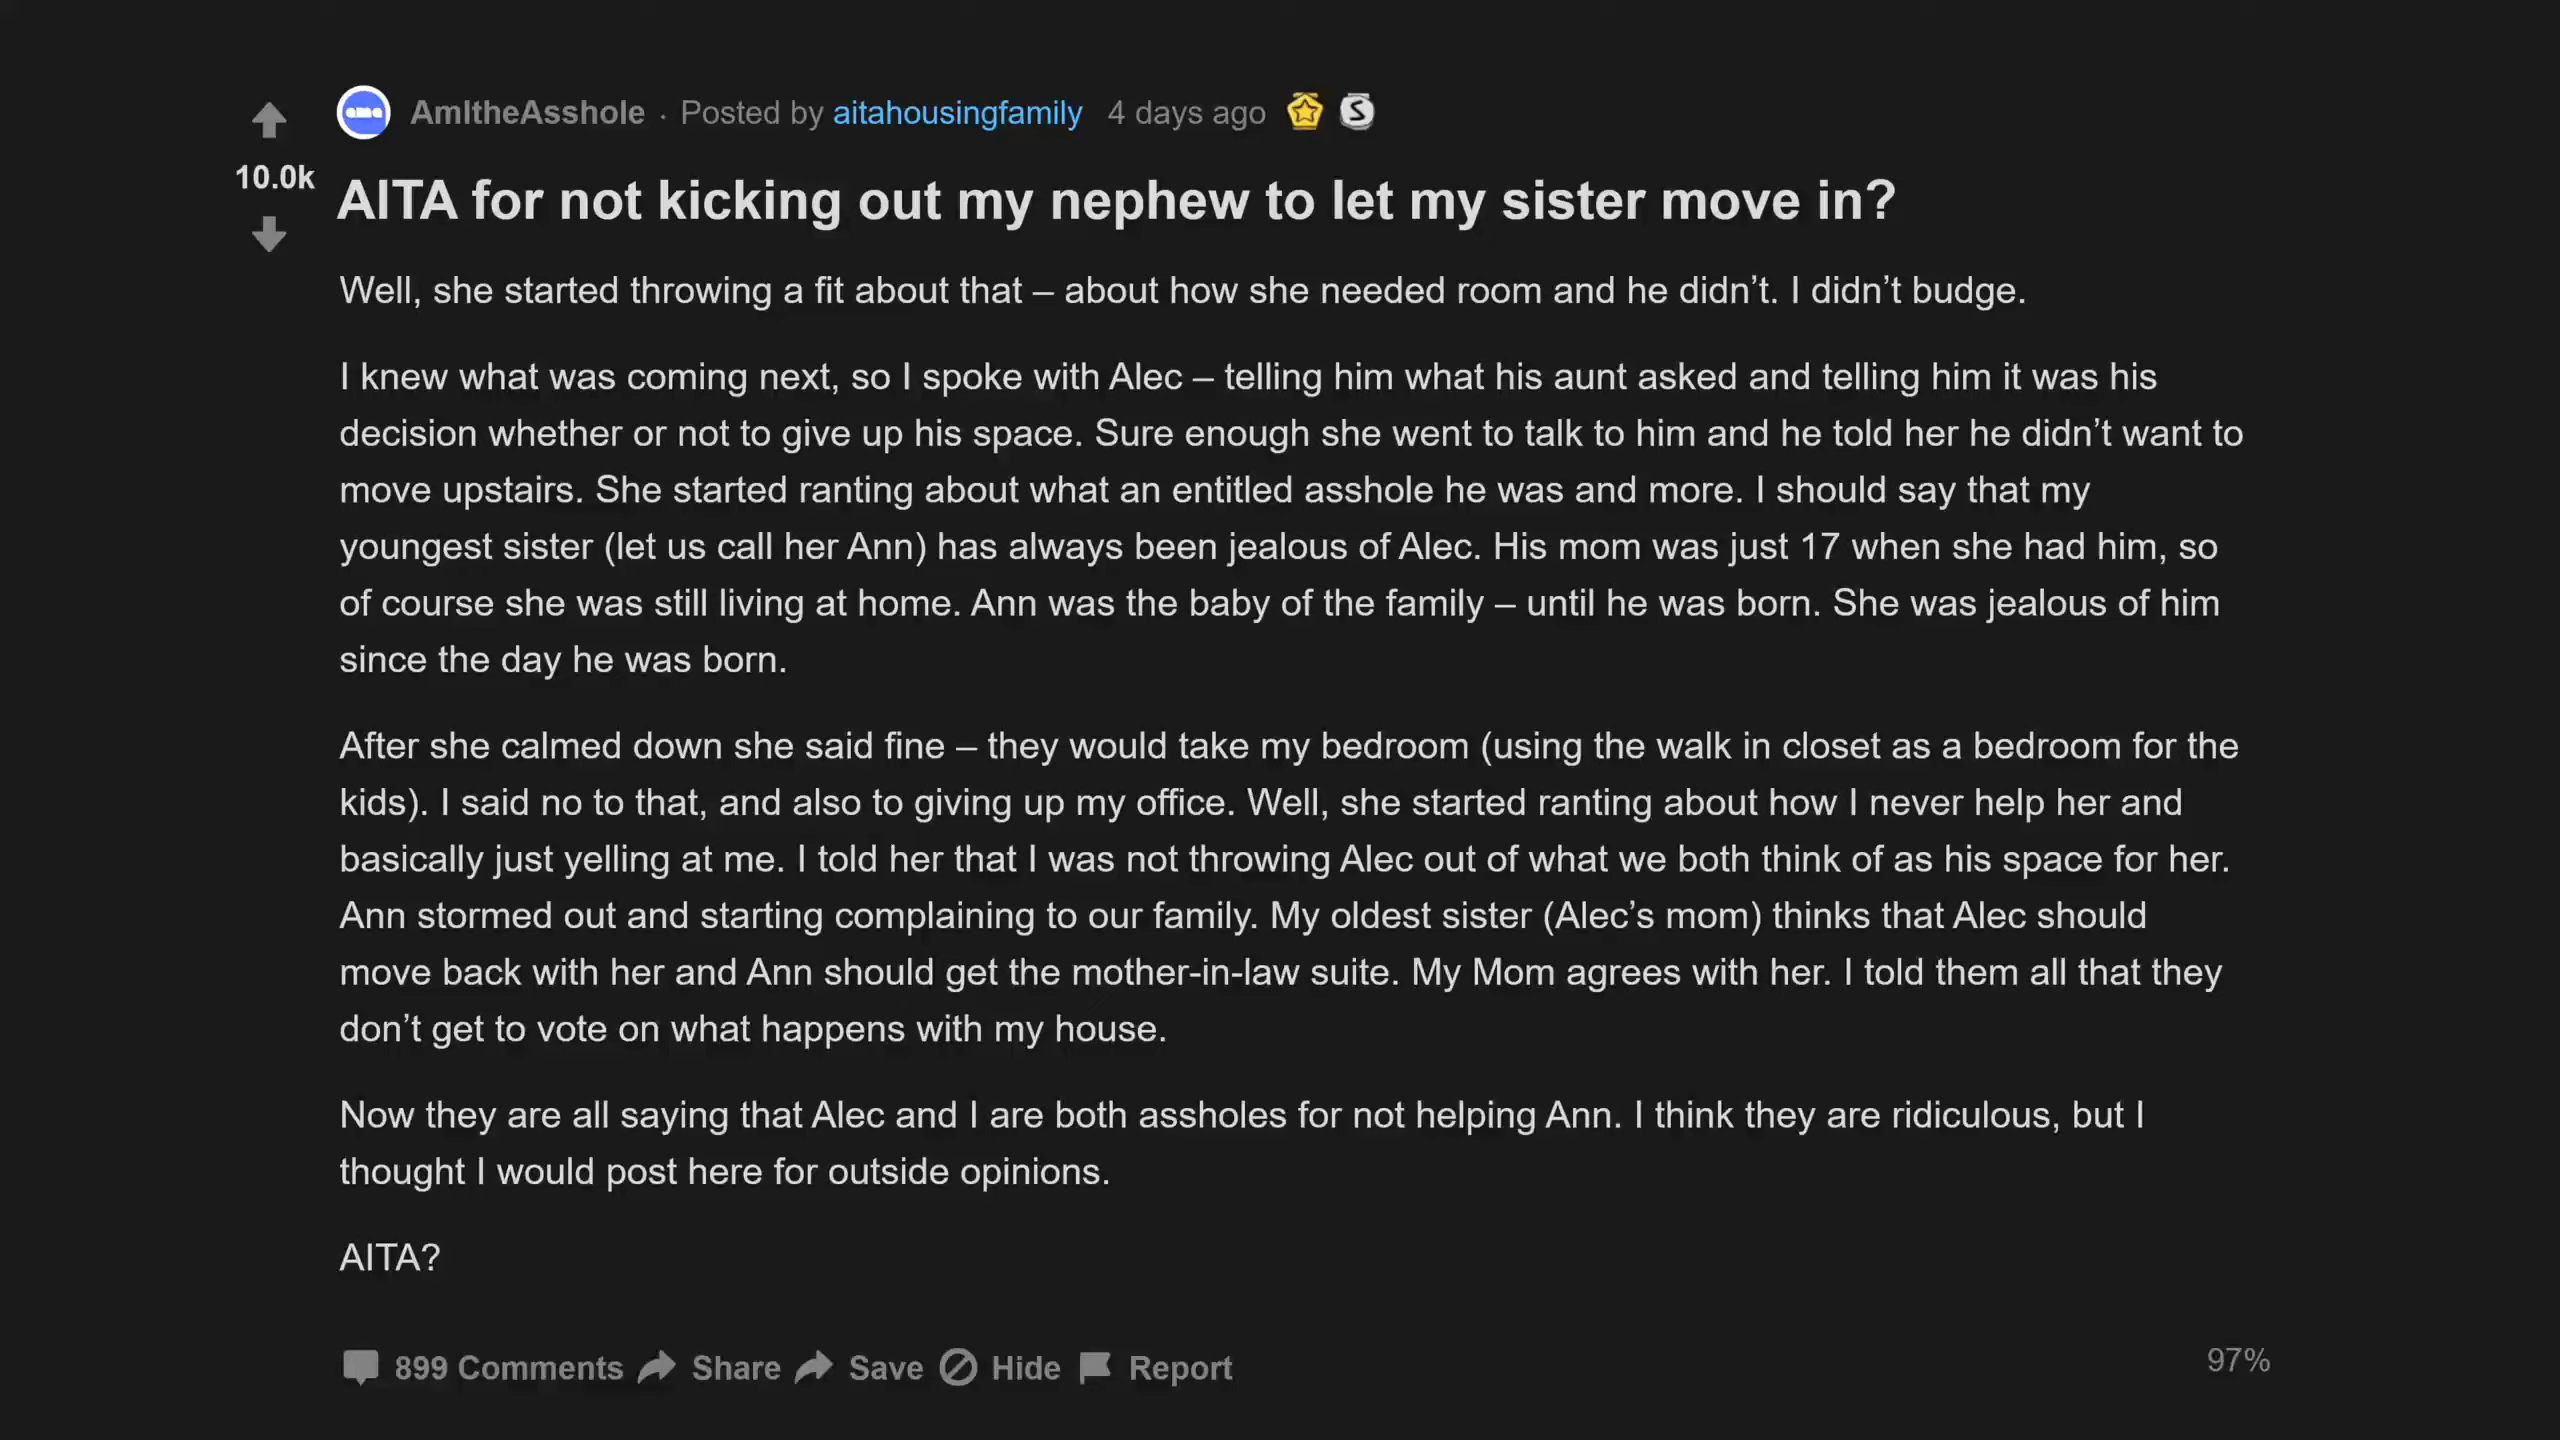 ama AmItheAsshole · Posted by aitahousingfamily 4 days ago S
10.0k
AITA for not kicking out my nephew to let my sister move in?
Well, she started throwing a fit about that – about how she needed room and he didn’t. I didn’t budge.
I knew what was coming next, so I spoke with Alec – telling him what his aunt asked and telling him it was his
decision whether or not to give up his space. Sure enough she went to talk to him and he told her he didn’t want to
move upstairs. She started ranting about what an entitled asshole he was and more. I should say that my
youngest sister (let us call her Ann) has always been jealous of Alec. His mom was just 17 when she had him, so
of course she was still living at home. Ann was the baby of the family – until he was born. She was jealous of him
since the day he was born.
After she calmed down she said fine – they would take my bedroom (using the walk in closet as a bedroom for the
kids). I said no to that, and also to giving up my office. Well, she started ranting about how I never help her and
basically just yelling at me. I told her that I was not throwing Alec out of what we both think of as his space for her.
Ann stormed out and starting complaining to our family. My oldest sister (Alec’s mom) thinks that Alec should
move back with her and Ann should get the mother-in-law suite. My Mom agrees with her. I told them all that they
don’t get to vote on what happens with my house.
Now they are all saying that Alec and I are both assholes for not helping Ann. I think they are ridiculous, but I
thought I would post here for outside opinions.
AITA?
899 Comments Share Save Hide Report
97%